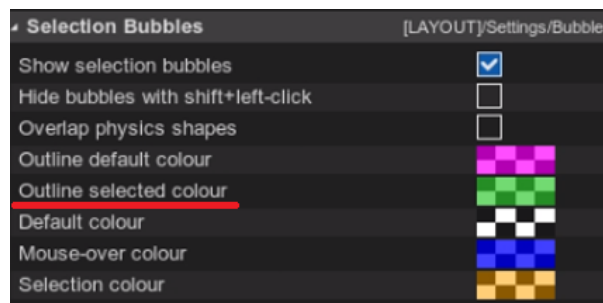 Selection Bubbles [LAYOUT]/Settings/Bubble
Show selection bubbles
Hide bubbles with shift+left-click
Overlap physics shapes
Outline default colour
Outline selected colour
Default colour
Mouse-over colour
Selection colour